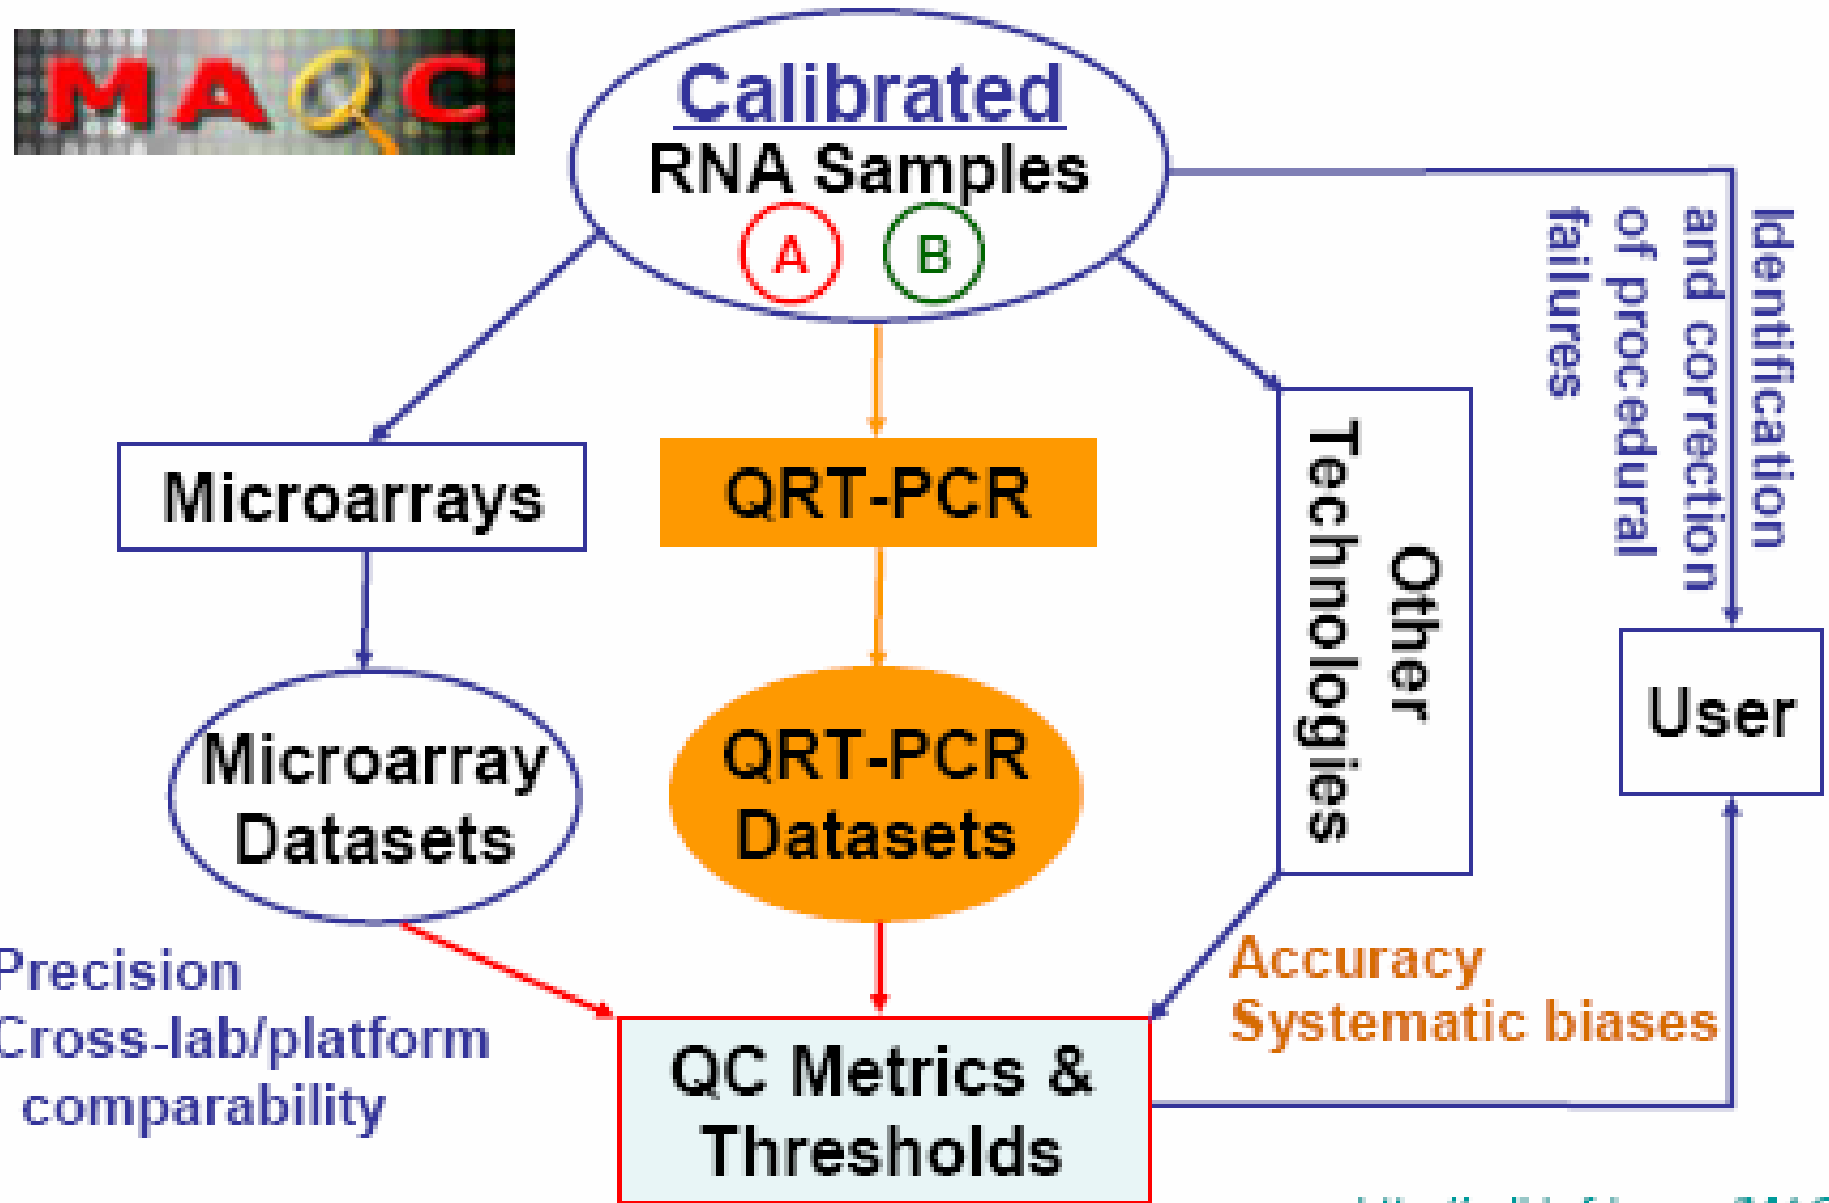 MAQC
Calibrated
RNA Samples
A B
Identification
and correction
of procedural
failures
Microarrays
QRT-PCR
Other
Technologies
User
Microarray
Datasets
QRT-PCR
Datasets
Precision
Cross-lab/platform
comparability
Accuracy
Systematic biases
QC Metrics &
Thresholds